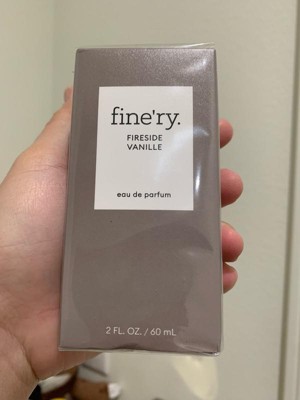 fine'ry.
FIRESIDE
VANILLE
eau de parfum
2 FL. OZ. / 60 mL